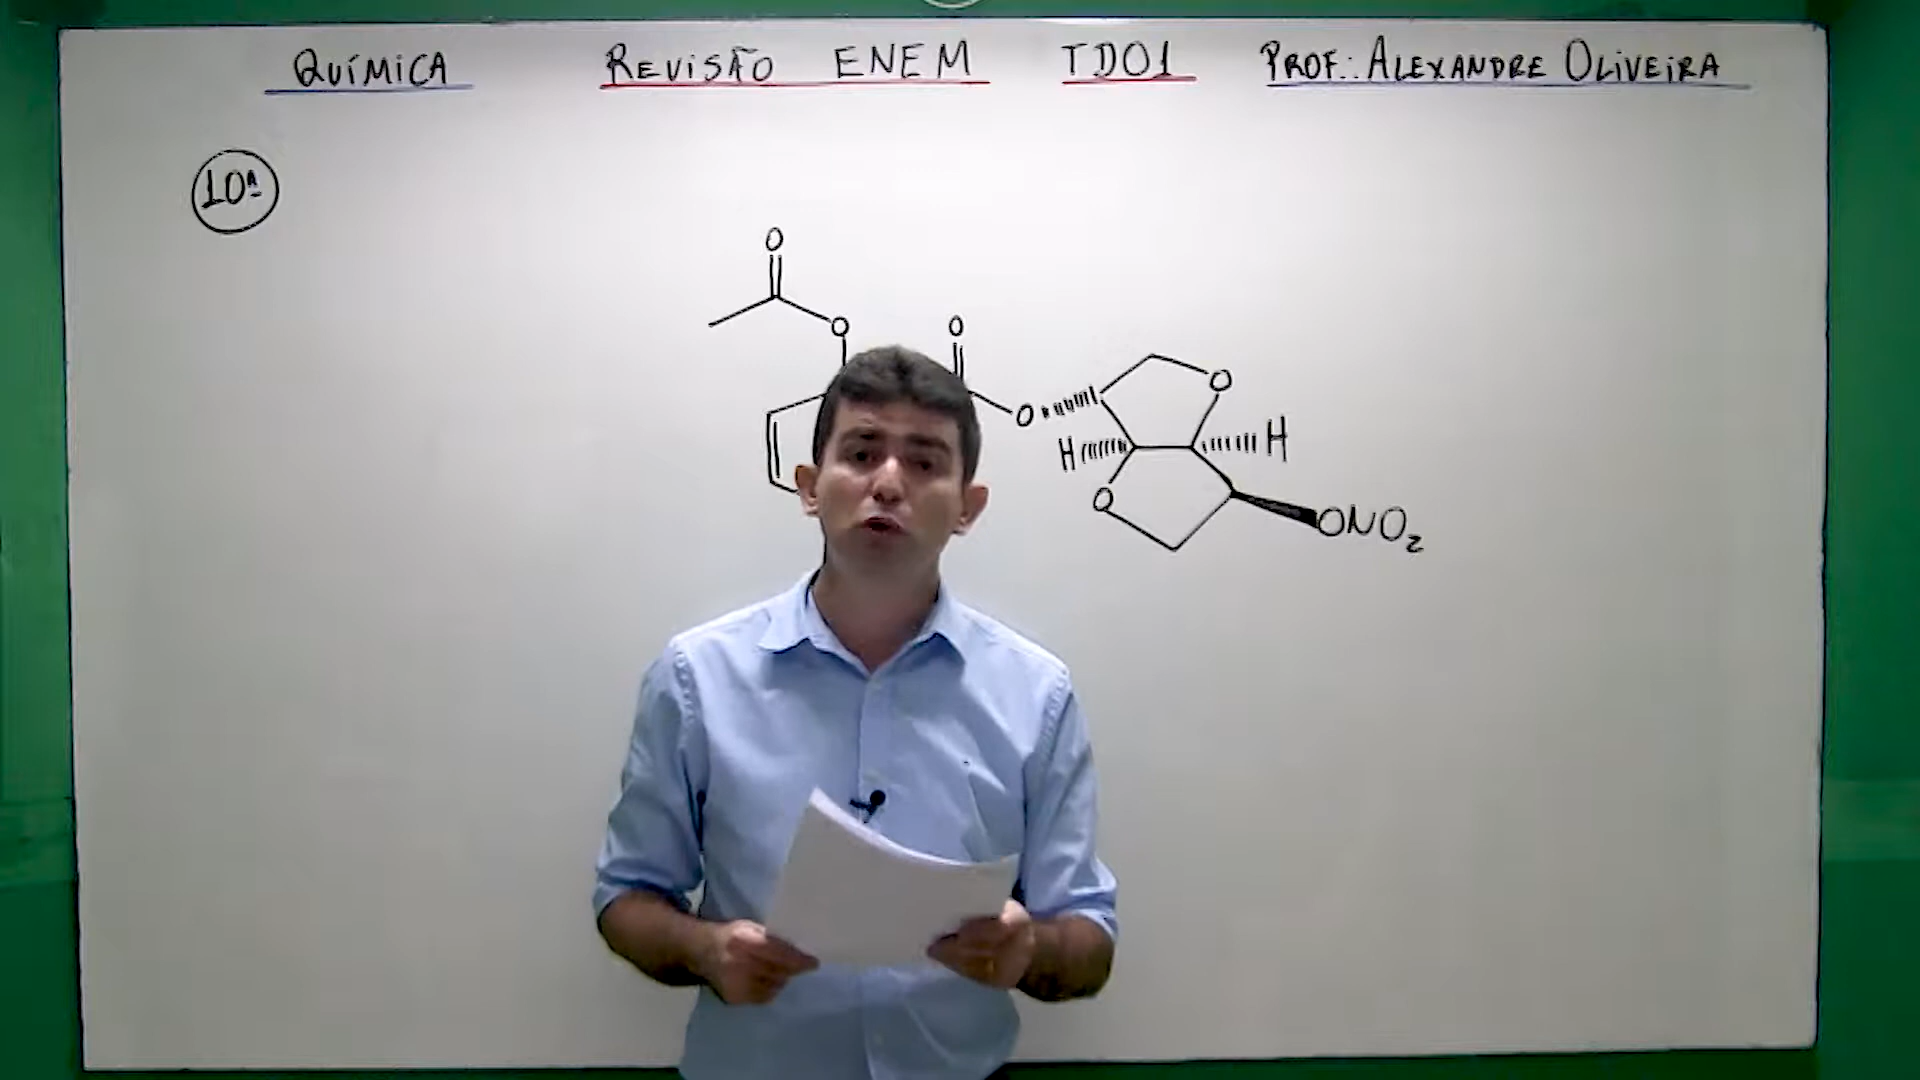 QUÍMICA REVISÃO ENEM TD01 PROF.: ALEXANDRE OLIVEIRA
10ª
O
O
O
O
O
H
H
O
ONO₂